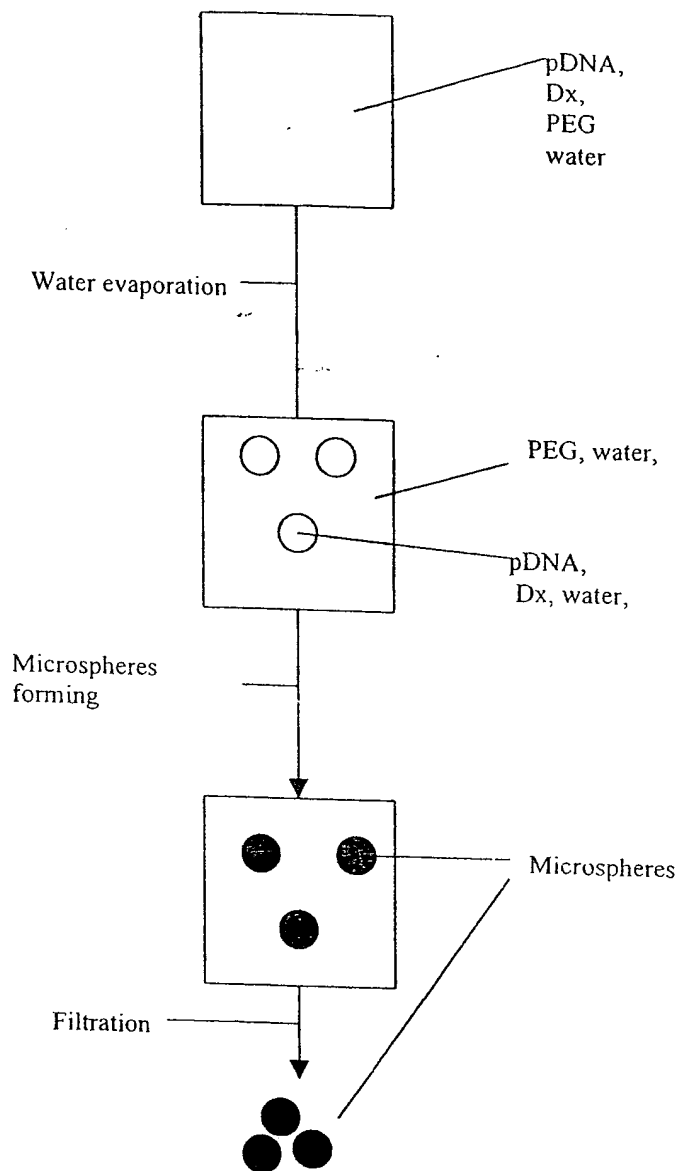 pDNA,
Dx,
PEG
water
Water evaporation
PEG, water,
pDNA,
Dx, water,
Microspheres
forming
Microspheres
Filtration